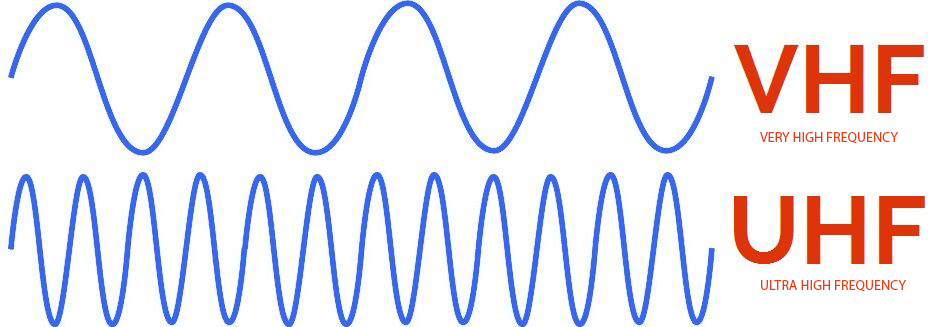 VHF
VERY HIGH FREQUENCY
UHF
ULTRA HIGH FREQUENCY